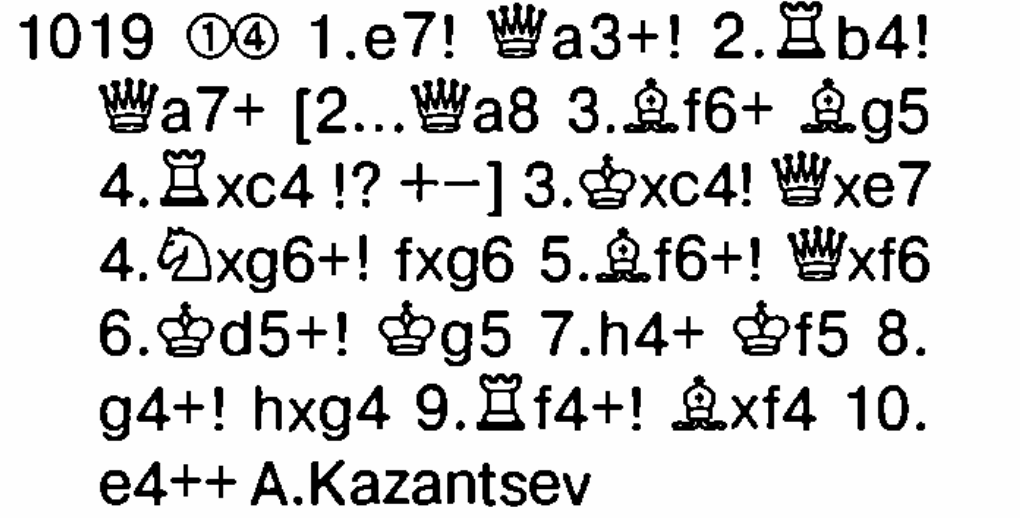 1019 ①④ 1.e7! ♕a3+! 2.♖b4!
♕a7+ [2...♕a8 3.♗f6+ ♗g5
4.♖xc4 !? +−] 3.♔xc4! ♕xe7
4.♘xg6+! fxg6 5.♗f6+! ♕xf6
6.♔d5+! ♔g5 7.h4+ ♔f5 8.
g4+! hxg4 9.♖f4+! ♗xf4 10.
e4++ A.Kazantsev